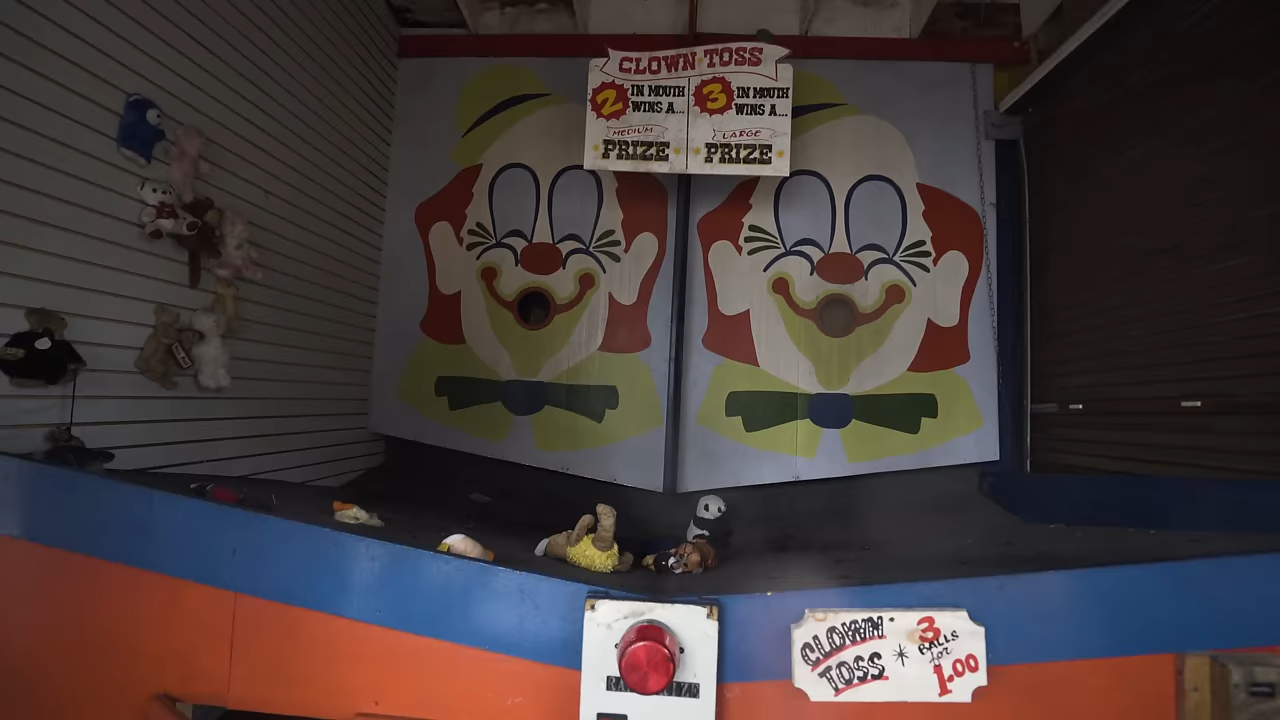 CLOWN TOSS
2 IN MOUTH
WINS A...
MEDIUM
PRIZE
3 IN MOUTH
WINS A...
LARGE
PRIZE
CLOWN
TOSS
* 3
BALLS
for
1.00